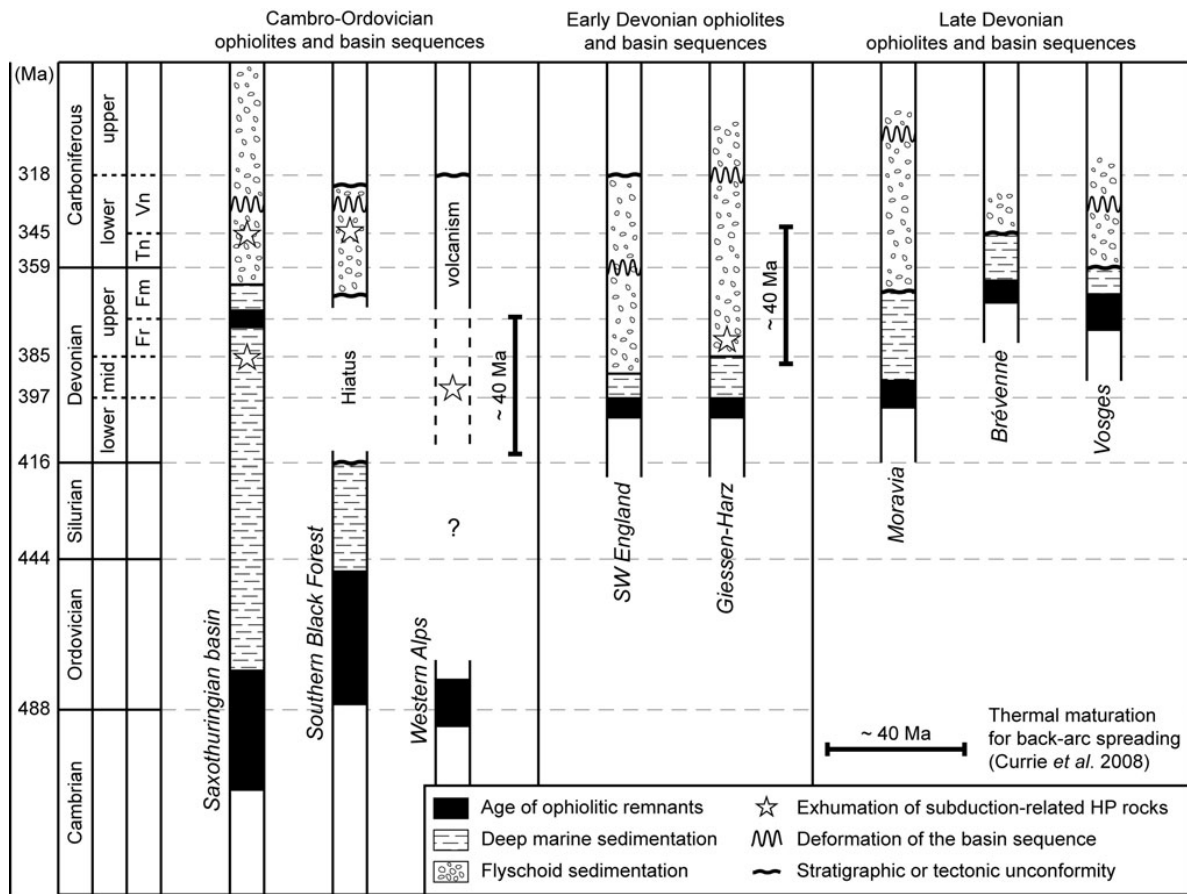 Cambro-Ordovician
ophiolites and basin sequences
Early Devonian ophiolites
and basin sequences
Late Devonian
ophiolites and basin sequences
(Ma)
318
345
359
385
397
416
444
488
Carboniferous
Devonian
Silurian
Ordovician
Cambrian
upper
lower
upper
mid
lower
Vn
Tn
Fm
Fr
Saxothuringian basin
Southern Black Forest
Hiatus
Western Alps
volcanism
?
~ 40 Ma
SW England
Giessen-Harz
~ 40 Ma
Moravia
Brévenne
Vosges
~ 40 Ma
Thermal maturation
for back-arc spreading
(Currie et al. 2008)
Age of ophiolitic remnants
Deep marine sedimentation
Flyschoid sedimentation
Exhumation of subduction-related HP rocks
Deformation of the basin sequence
Stratigraphic or tectonic unconformity